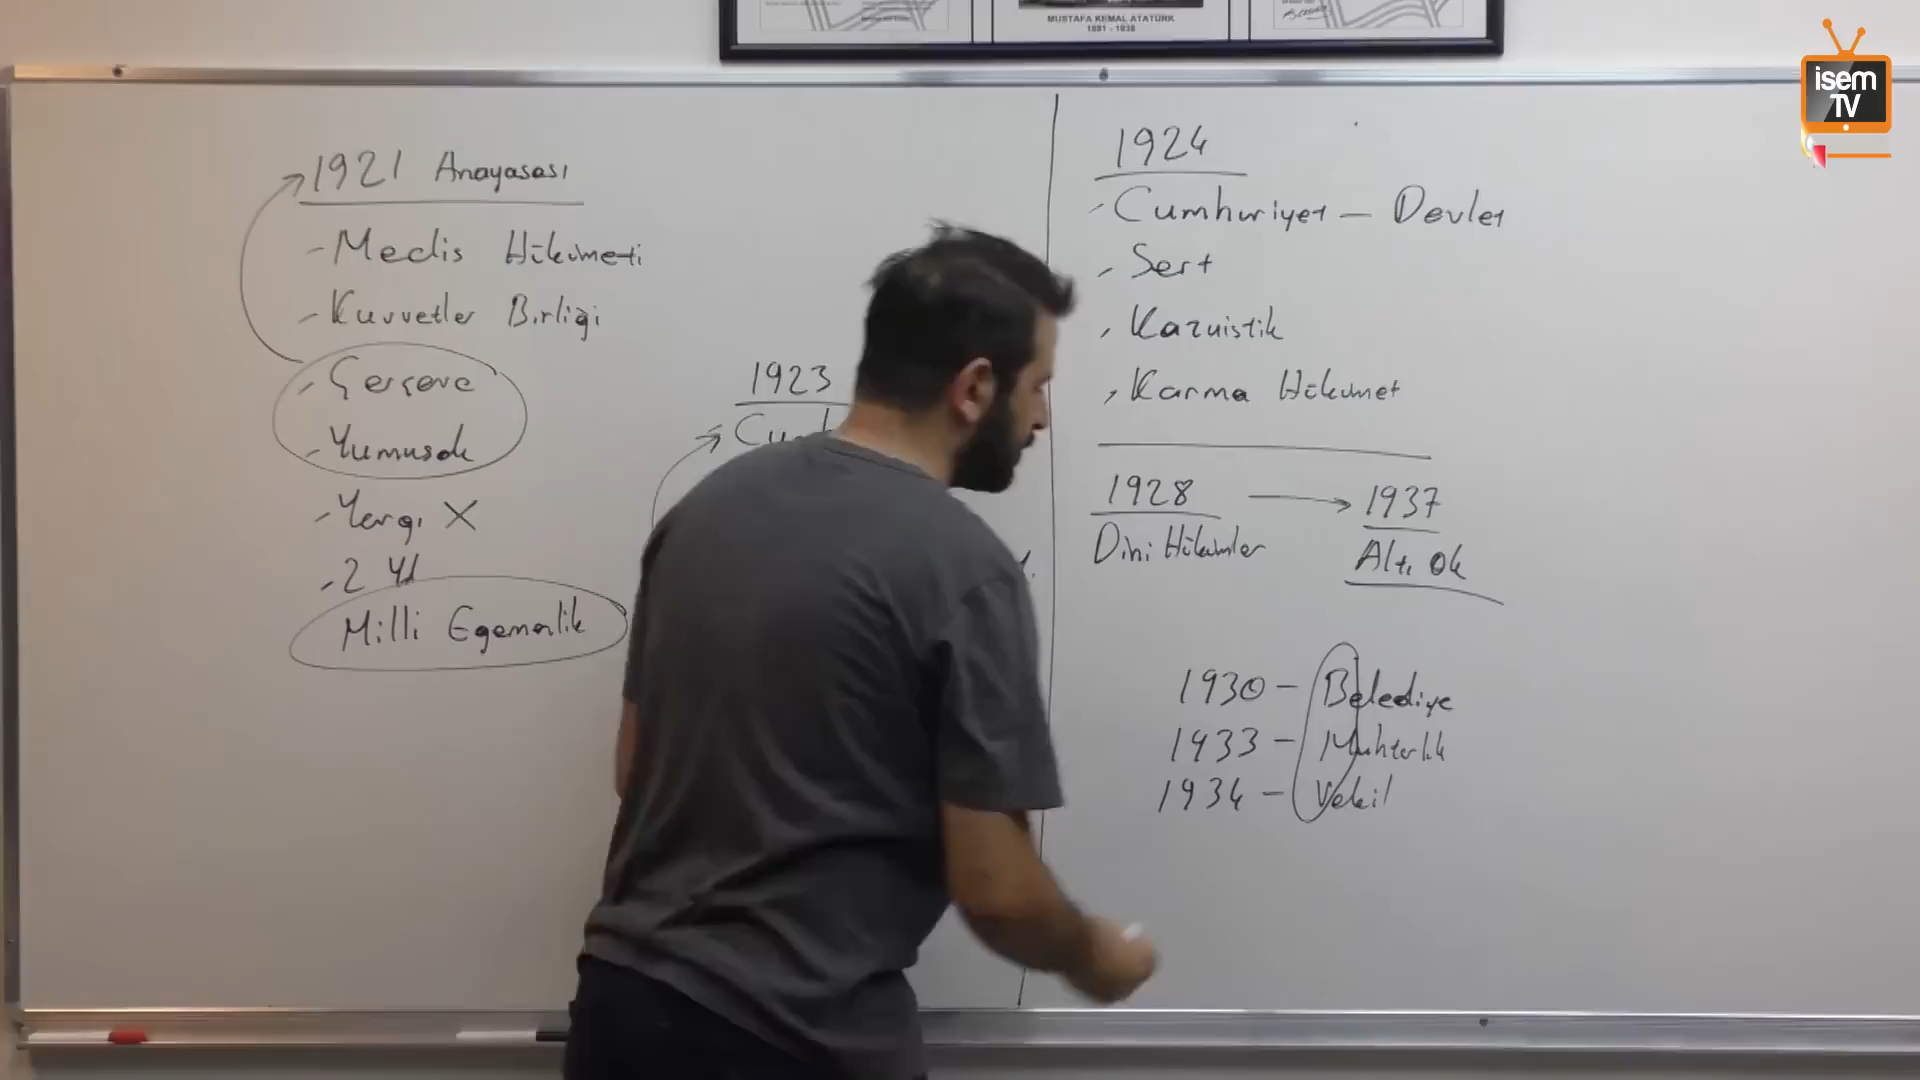 MUSTAFA KEMAL ATATÜRK
1881 - 1938
isem
TV
1921 Anayasası
- Meclis Hükümeti
- Kuvvetler Birliği
- Çerçeve
- Yumuşak
- Yargı X
- 2 Yıl
Milli Egemenlik
1923
1924
- Cumhuriyet - Devlet
- Sert
- Kazuistik
- Karma Hükümet
1928 → 1937
Dini Hükümler
Altı Ok
1930 - Belediye
1933 - Muhtarlık
1934 - Vekil